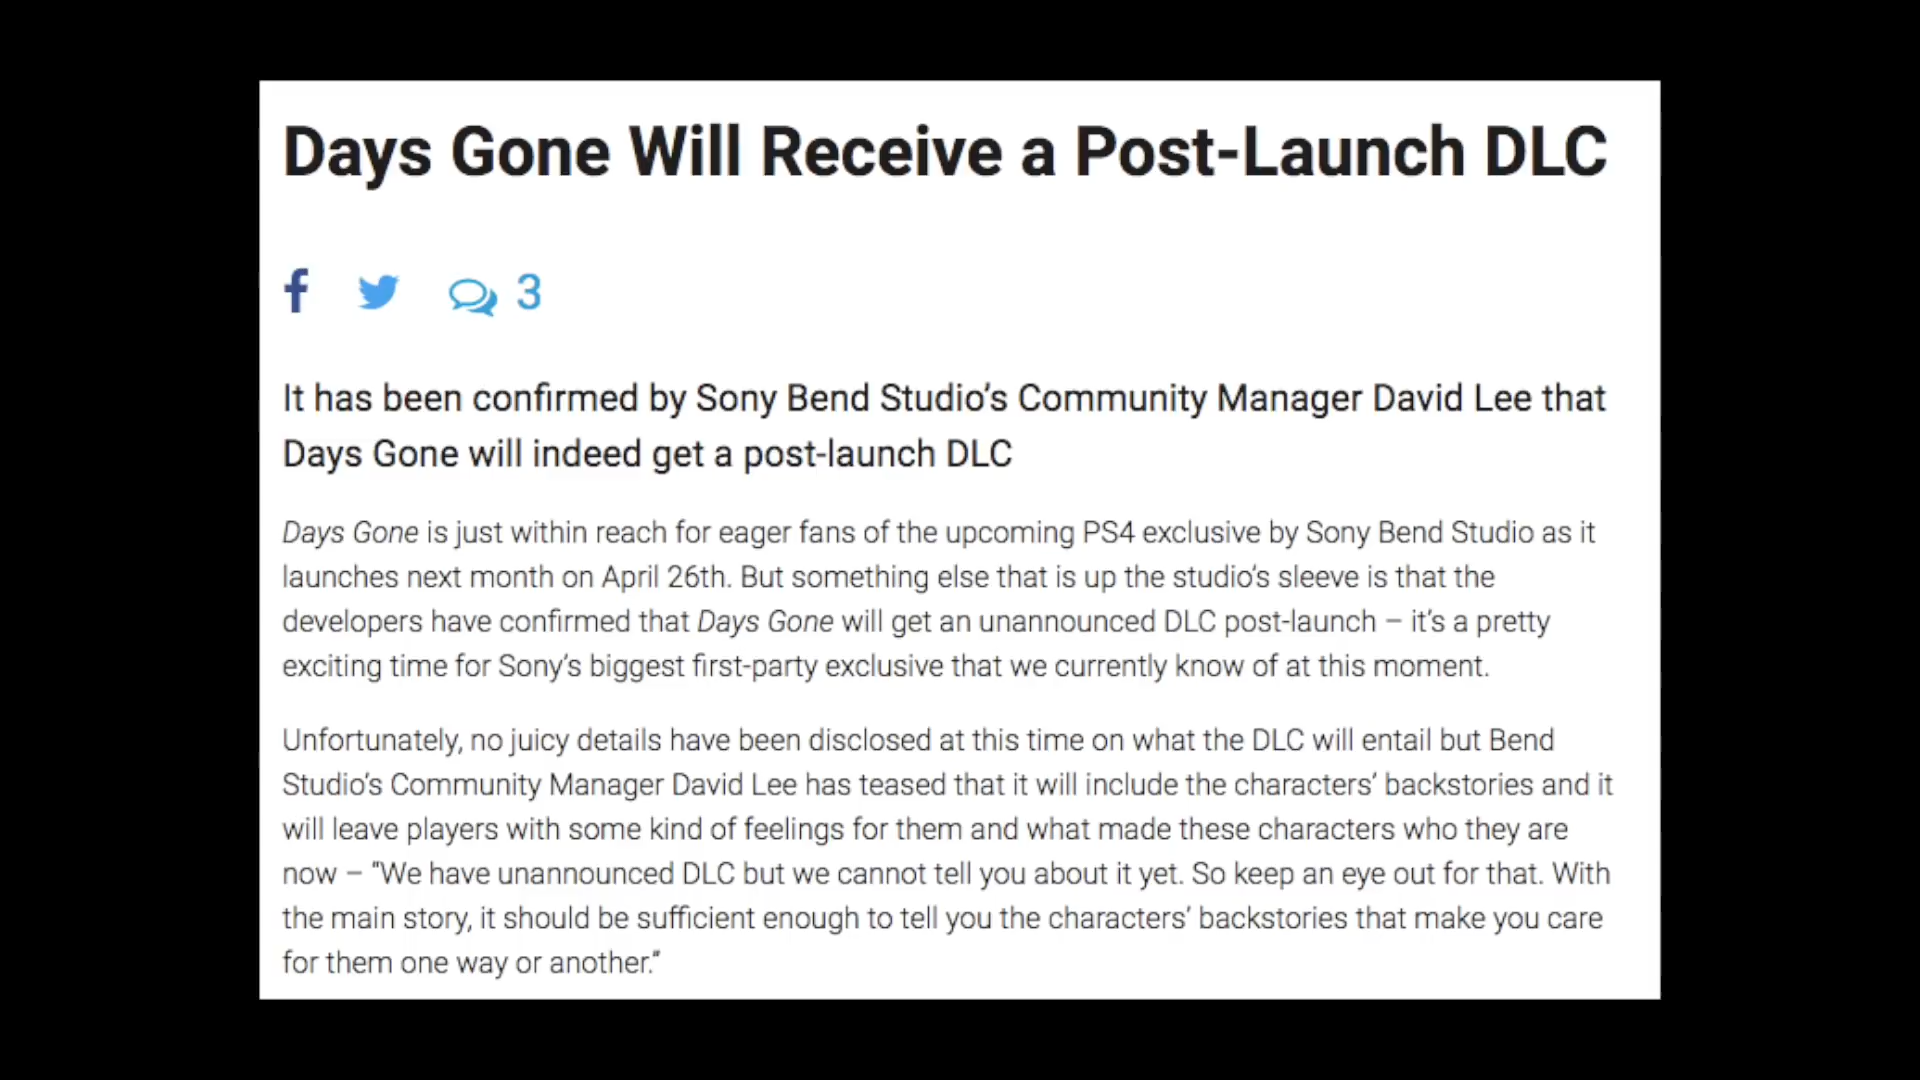 Days Gone Will Receive a Post-Launch DLC
3
It has been confirmed by Sony Bend Studio’s Community Manager David Lee that
Days Gone will indeed get a post-launch DLC
Days Gone is just within reach for eager fans of the upcoming PS4 exclusive by Sony Bend Studio as it
launches next month on April 26th. But something else that is up the studio’s sleeve is that the
developers have confirmed that Days Gone will get an unannounced DLC post-launch – it’s a pretty
exciting time for Sony’s biggest first-party exclusive that we currently know of at this moment.
Unfortunately, no juicy details have been disclosed at this time on what the DLC will entail but Bend
Studio’s Community Manager David Lee has teased that it will include the characters’ backstories and it
will leave players with some kind of feelings for them and what made these characters who they are
now – “We have unannounced DLC but we cannot tell you about it yet. So keep an eye out for that. With
the main story, it should be sufficient enough to tell you the characters’ backstories that make you care
for them one way or another.”